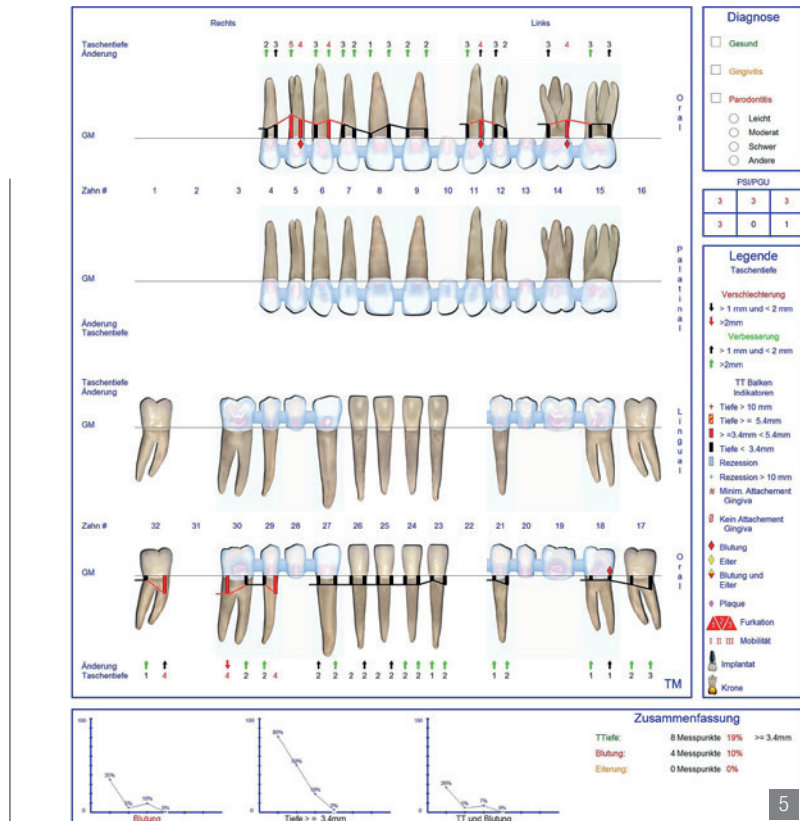 Rechts Links
Taschentiefe 2 3 5 4 3 4 3 2 1 3 2 2 3 4 3 2 3 4 3 3
Änderung
Oral
GM
Zahn # 1 2 3 4 5 6 7 8 9 10 11 12 13 14 15 16
Palatinal
GM
Änderung
Taschentiefe
Taschentiefe
Änderung
Lingual
GM
Zahn # 32 31 30 29 28 27 26 25 24 23 22 21 20 19 18 17
Oral
GM
Änderung
Taschentiefe 1 4 4 2 2 4 2 2 2 2 2 2 2 1 2 1 2 1 1 2 3
TM
Diagnose
Gesund
Gingivitis
Parodontitis
Leicht
Moderat
Schwer
Andere
PSI/PGU
3 3 3
3 0 1
Legende
Taschentiefe
Verschlechterung
> 1 mm und < 2 mm
>2mm
Verbesserung
> 1 mm und < 2 mm
>2mm
TT Balken
Indikatoren
Tiefe > 10 mm
Tiefe >= 5.4mm
> =3.4mm < 5.4mm
Tiefe < 3.4mm
Rezession
Rezession > 10 mm
Minim. Attachement
Gingiva
Kein Attachement
Gingiva
Blutung
Eiter
Blutung und
Eiter
Plaque
Furkation
I II III Mobilität
Implantat
Krone
100
0
Blutung
100
0
Tiefe > = 3.4mm
100
0
TT und Blutung
Zusammenfassung
TTiefe: 8 Messpunkte 19% >= 3.4mm
Blutung: 4 Messpunkte 10%
Eiterung: 0 Messpunkte 0%
5